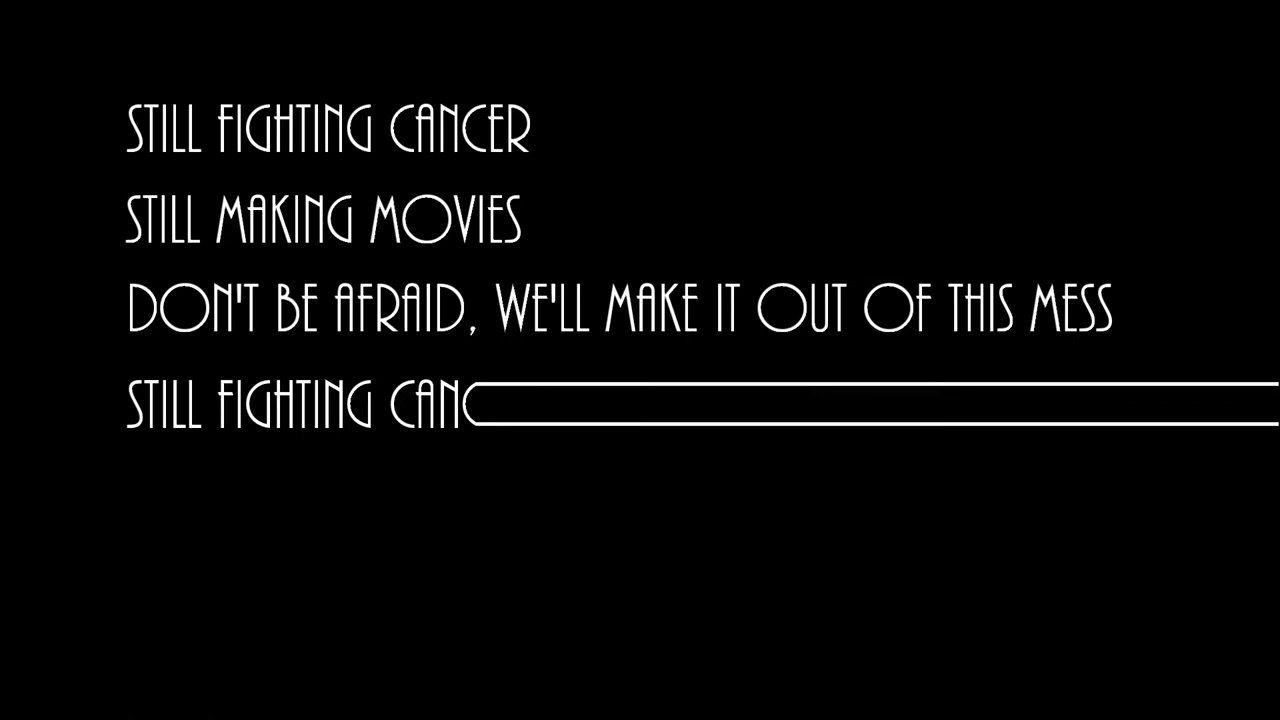 STILL FIGHTING CANCER
STILL MAKING MOVIES
DON'T BE AFRAID, WE'LL MAKE IT OUT OF THIS MESS
STILL FIGHTING CANC